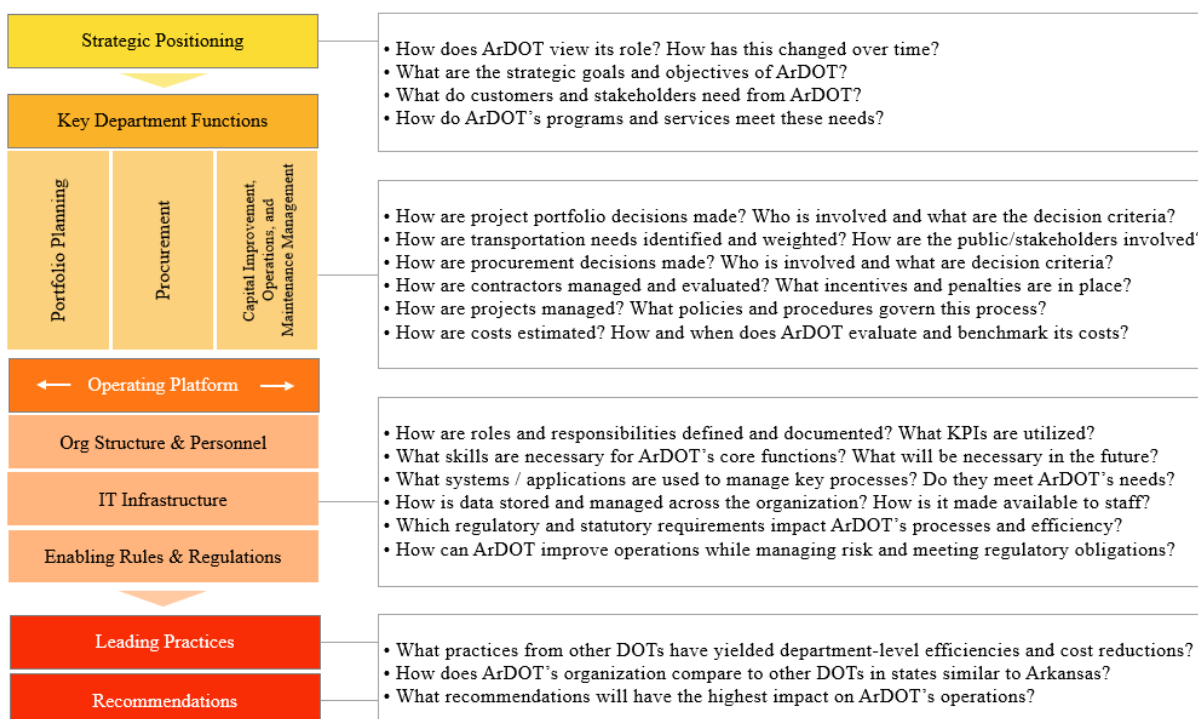 Strategic Positioning
• How does ArDOT view its role? How has this changed over time?
• What are the strategic goals and objectives of ArDOT?
• What do customers and stakeholders need from ArDOT?
• How do ArDOT's programs and services meet these needs?
Key Department Functions
Portfolio Planning
Procurement
Capital Improvement,
Operations, and
Maintenance Management
• How are project portfolio decisions made? Who is involved and what are the decision criteria?
• How are transportation needs identified and weighted? How are the public/stakeholders involved?
• How are procurement decisions made? Who is involved and what are decision criteria?
• How are contractors managed and evaluated? What incentives and penalties are in place?
• How are projects managed? What policies and procedures govern this process?
• How are costs estimated? How and when does ArDOT evaluate and benchmark its costs?
Operating Platform
Org Structure & Personnel
IT Infrastructure
Enabling Rules & Regulations
• How are roles and responsibilities defined and documented? What KPIs are utilized?
• What skills are necessary for ArDOT's core functions? What will be necessary in the future?
• What systems / applications are used to manage key processes? Do they meet ArDOT's needs?
• How is data stored and managed across the organization? How is it made available to staff?
• Which regulatory and statutory requirements impact ArDOT's processes and efficiency?
• How can ArDOT improve operations while managing risk and meeting regulatory obligations?
Leading Practices
Recommendations
• What practices from other DOTs have yielded department-level efficiencies and cost reductions?
• How does ArDOT's organization compare to other DOTs in states similar to Arkansas?
• What recommendations will have the highest impact on ArDOT's operations?